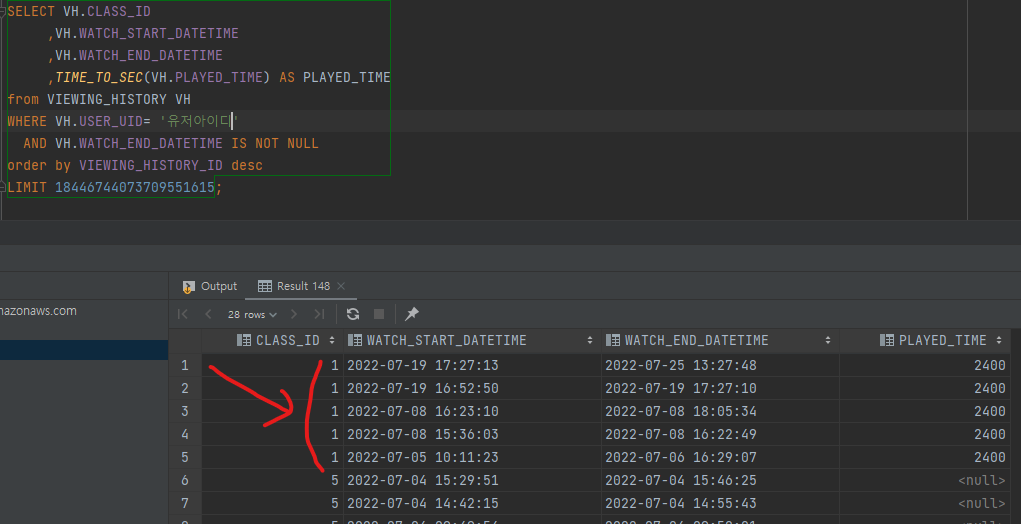 SELECT VH.CLASS_ID
,VH.WATCH_START_DATETIME
,VH.WATCH_END_DATETIME
,TIME_TO_SEC(VH.PLAYED_TIME) AS PLAYED_TIME
from VIEWING_HISTORY VH
WHERE VH.USER_UID= '유저아이디'
AND VH.WATCH_END_DATETIME IS NOT NULL
order by VIEWING_HISTORY_ID desc
LIMIT 18446744073709551615;
Output Result 148
nazonaws.com
28 rows
CLASS_ID WATCH_START_DATETIME WATCH_END_DATETIME PLAYED_TIME
1 1 2022-07-19 17:27:13 2022-07-25 13:27:48 2400
2 1 2022-07-19 16:52:50 2022-07-19 17:27:10 2400
3 1 2022-07-08 16:23:10 2022-07-08 18:05:34 2400
4 1 2022-07-08 15:36:03 2022-07-08 16:22:49 2400
5 1 2022-07-05 10:11:23 2022-07-06 16:29:07 2400
6 5 2022-07-04 15:29:51 2022-07-04 15:46:25 <null>
7 5 2022-07-04 14:42:15 2022-07-04 14:55:43 <null>